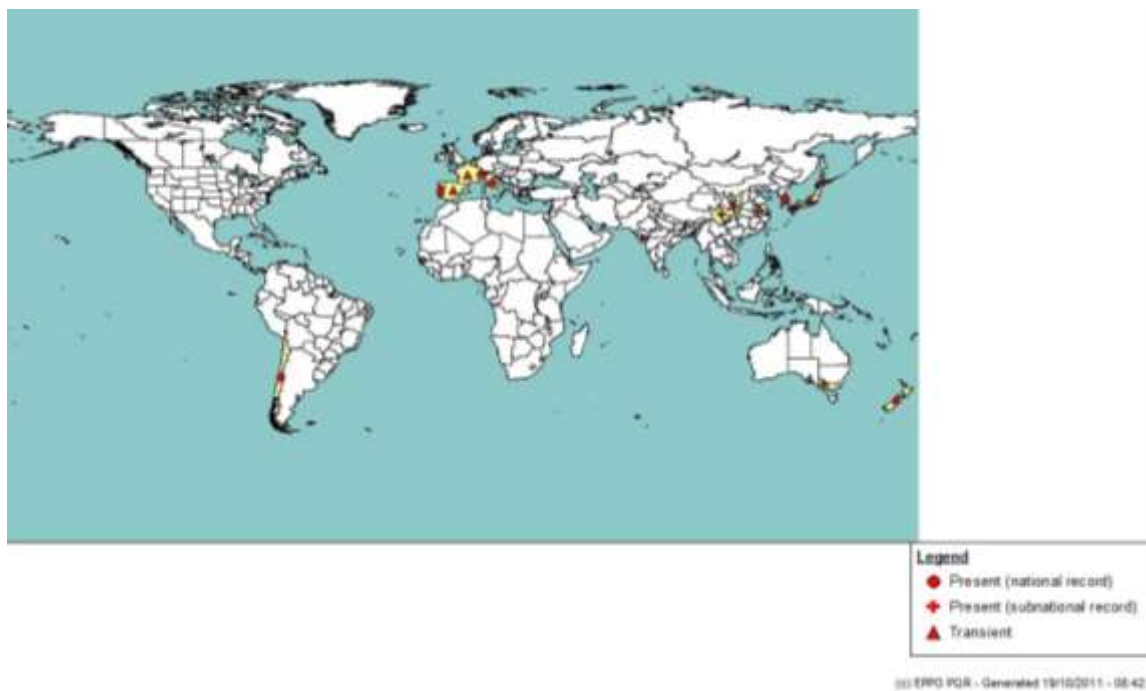 Legend
Present (national record)
Present (subnational record)
Transient
(c) EPPO PQR - Generated 19/10/2011 - 08:42